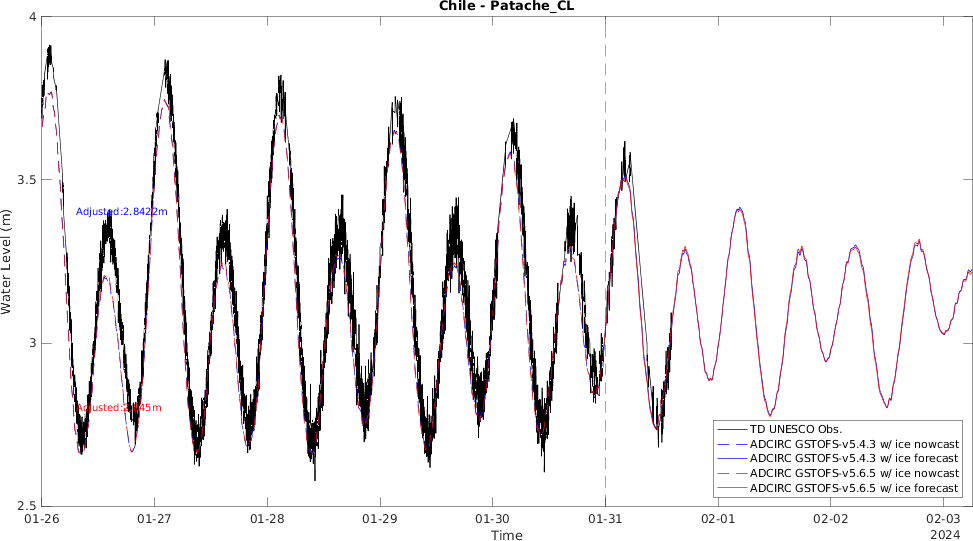 Chile - Patache_CL
4
3.5
3
2.5
Water Level (m)
Adjusted:2.8422m
01-26
01-27
01-28
01-29
01-30
01-31
02-01
02-02
02-03
2024
Time
TD UNESCO Obs.
ADCIRC GSTOFS-v5.4.3 w/ ice nowcast
ADCIRC GSTOFS-v5.4.3 w/ ice forecast
ADCIRC GSTOFS-v5.6.5 w/ ice nowcast
ADCIRC GSTOFS-v5.6.5 w/ ice forecast